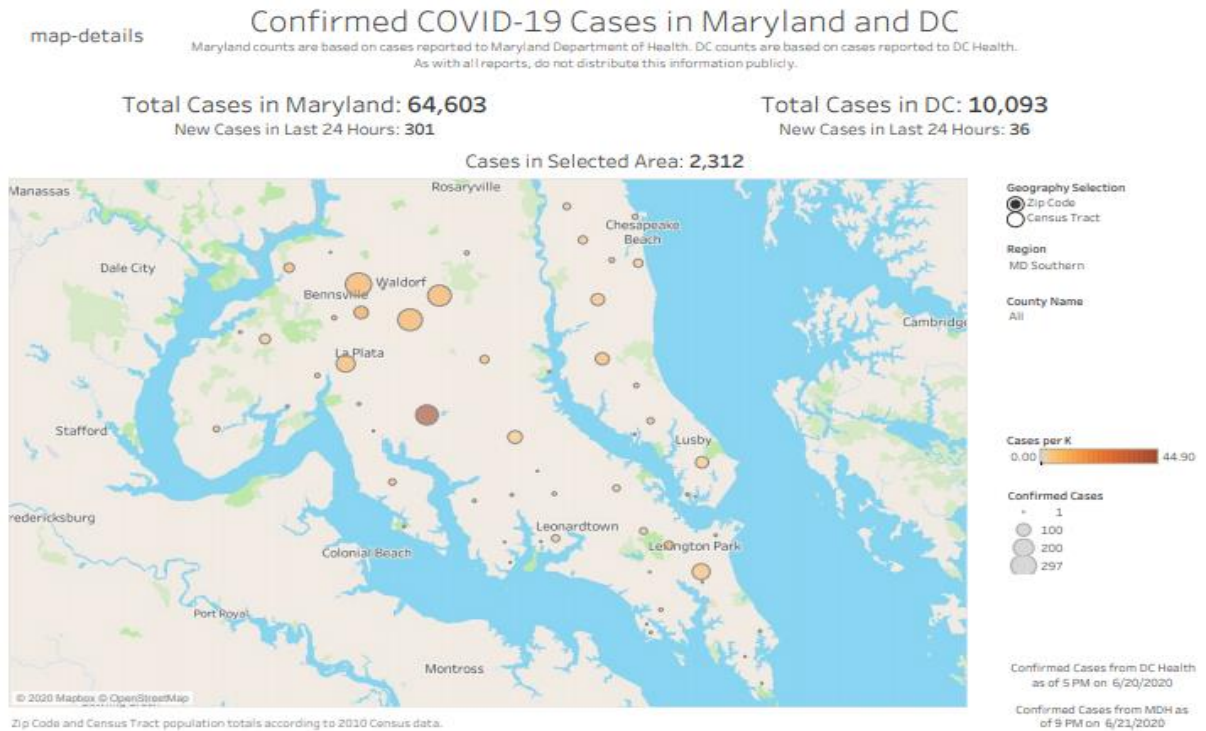 map-details
Confirmed COVID-19 Cases in Maryland and DC
Maryland counts are based on cases reported to Maryland Department of Health. DC counts are based on cases reported to DC Health.
As with all reports, do not distribute this information publicly.
Total Cases in Maryland: 64,603
New Cases in Last 24 Hours: 301
Total Cases in DC: 10,093
New Cases in Last 24 Hours: 36
Cases in Selected Area: 2,312
Manassas
Rosaryville
Chesapeake
Beach
Dale City
Waldorf
Bennsville
Cambridge
La Plata
Stafford
Lusby
redericksburg
Leonardtown
Lexington Park
Colonial Beach
Port Royal
Montross
© 2020 Mapbox © OpenStreetMap
Geography Selection
Zip Code
Census Tract
Region
MD Southern
County Name
All
Cases per K
0.00 44.90
Confirmed Cases
1
100
200
297
Confirmed Cases from DC Health
as of 5 PM on 6/20/2020
Confirmed Cases from MDH as
of 9 PM on 6/21/2020
Zip Code and Census Tract population totals according to 2010 Census data.